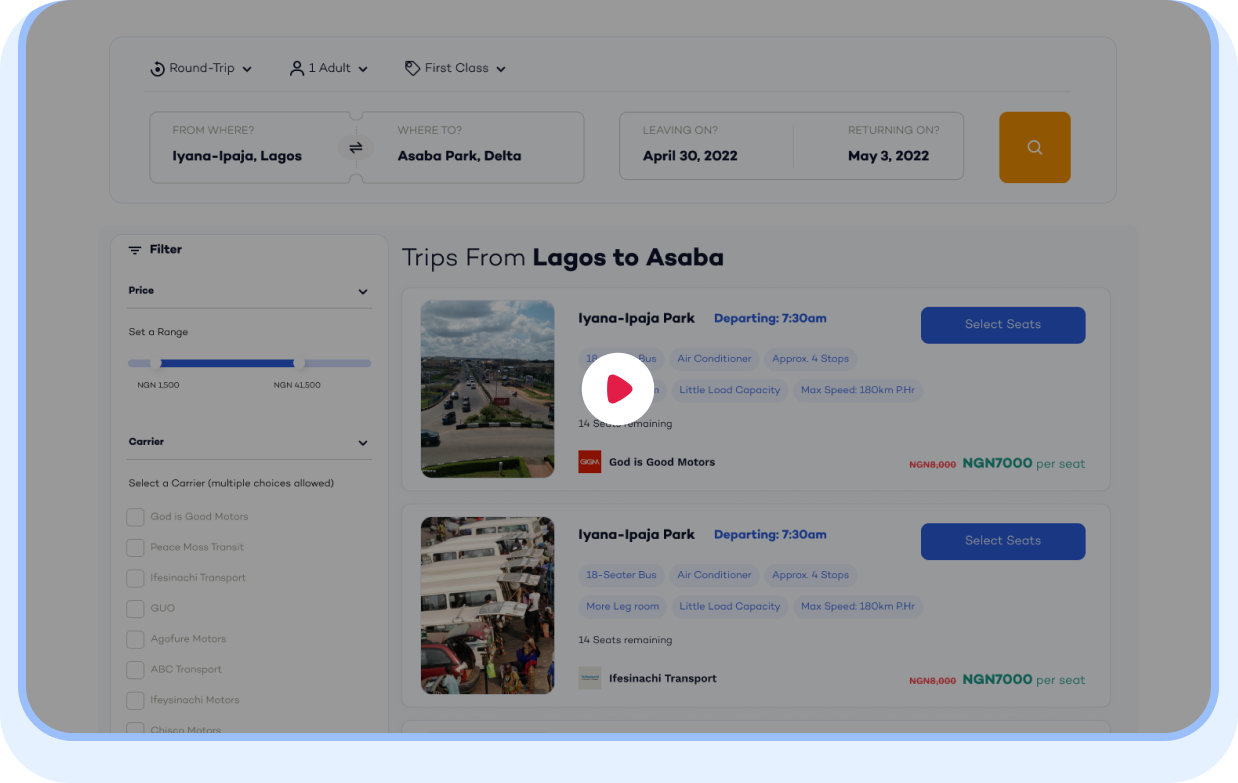 Round-Trip 1 Adult First Class
FROM WHERE? WHERE TO? LEAVING ON? RETURNING ON?
Iyana-Ipaja, Lagos Asaba Park, Delta April 30, 2022 May 3, 2022
Filter
Price
Set a Range
NGN 1,500 NGN 41,500
Carrier
Select a Carrier (multiple choices allowed)
God is Good Motors
Peace Mass Transit
Ifesinachi Transport
GUO
Agofure Motors
ABC Transport
Ifeysinachi Motors
Chisco Motors
Trips From Lagos to Asaba
Iyana-Ipaja Park Departing: 7:30am Select Seats
18 Bus Air Conditioner Approx. 4 Stops
Little Load Capacity Max Speed: 180km P.Hr
14 Seats remaining
GIGM God is Good Motors NGN8,000 NGN7000 per seat
Iyana-Ipaja Park Departing: 7:30am Select Seats
18-Seater Bus Air Conditioner Approx. 4 Stops
More Leg room Little Load Capacity Max Speed: 180km P.Hr
14 Seats remaining
Ifesinachi Transport NGN8,000 NGN7000 per seat